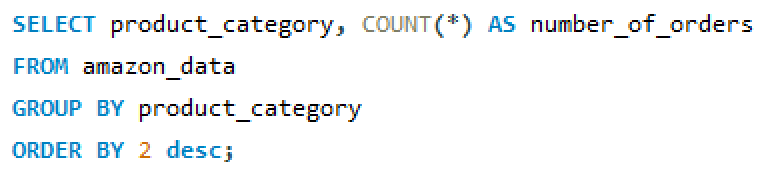 SELECT product_category, COUNT(*) AS number_of_orders
FROM amazon_data
GROUP BY product_category
ORDER BY 2 desc;